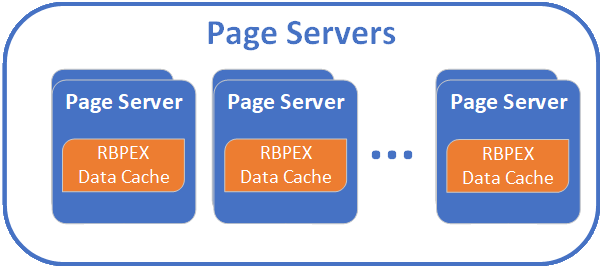 Page Servers
Page Server
RBPEX
Data Cache
Page Server
RBPEX
Data Cache
...
Page Server
RBPEX
Data Cache